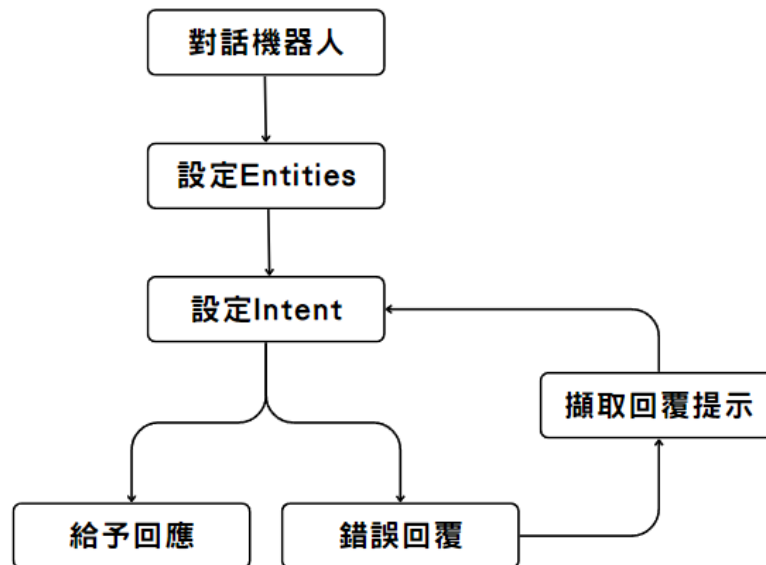 對話機器人
設定Entities
設定Intent
擷取回覆提示
給予回應
錯誤回覆